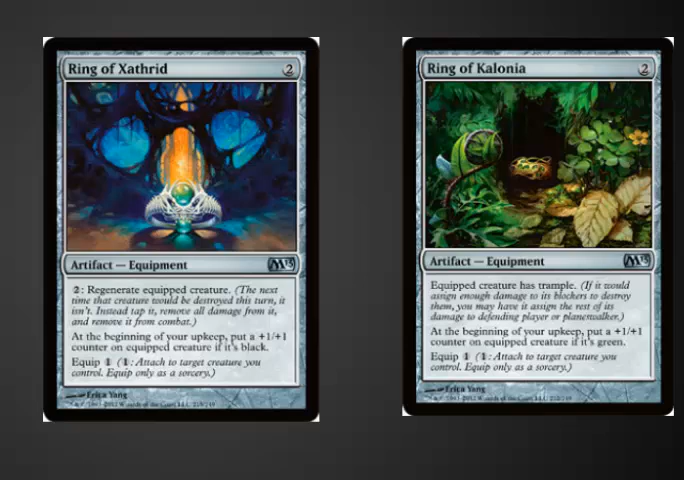 Ring of Xathrid 2
Artifact — Equipment M13
2: Regenerate equipped creature. (The next
time that creature would be destroyed this turn, it
isn't. Instead tap it, remove all damage from it,
and remove it from combat.)
At the beginning of your upkeep, put a +1/+1
counter on equipped creature if it's black.
Equip 1 (1: Attach to target creature you
control. Equip only as a sorcery.)
Erica Yang
Ring of Kalonia 2
Artifact — Equipment M13
Equipped creature has trample. (If it would
assign enough damage to its blockers to destroy
them, you may have it assign the rest of its
damage to defending player or planeswalker.)
At the beginning of your upkeep, put a +1/+1
counter on equipped creature if it's green.
Equip 1 (1: Attach to target creature you
control. Equip only as a sorcery.)
Erica Yang